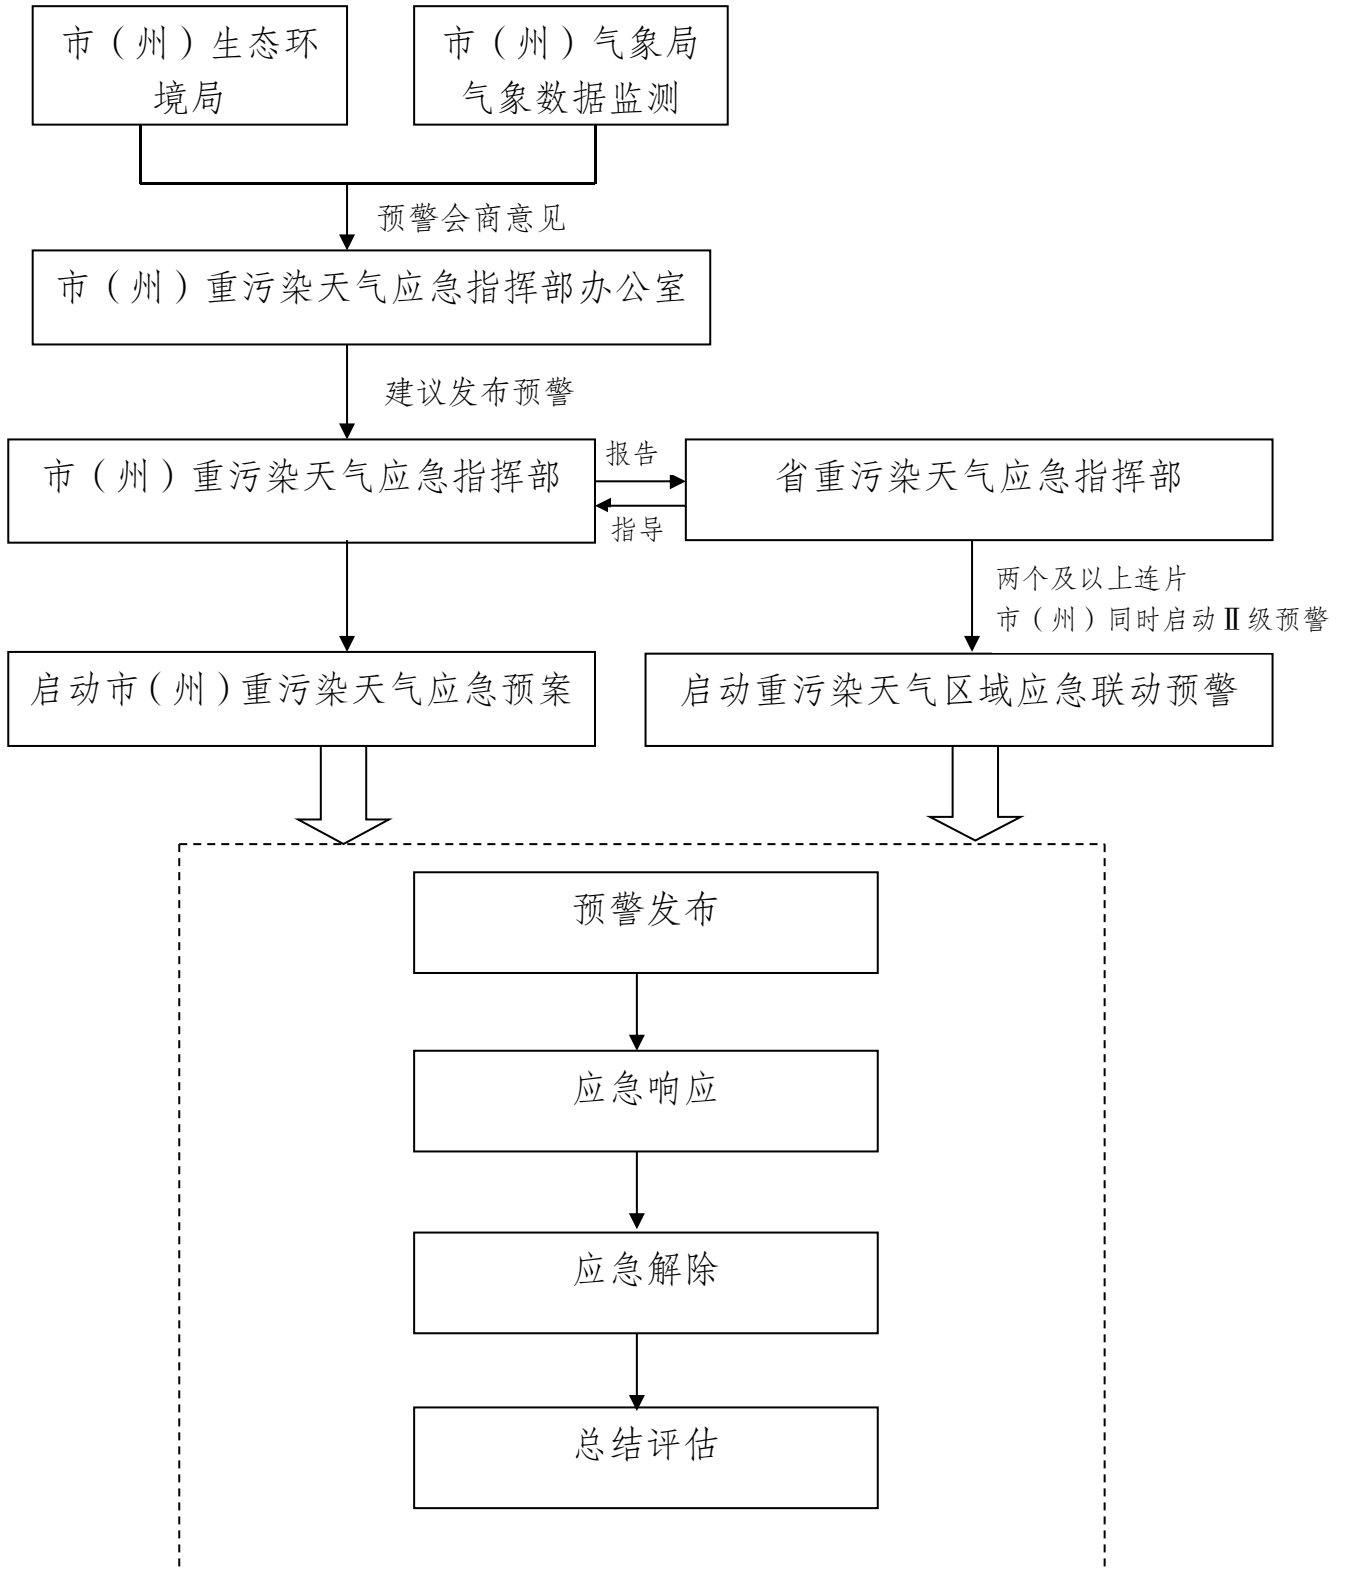 市（州）生态环
境局
市（州）气象局
气象数据监测
预警会商意见
市（州）重污染天气应急指挥部办公室
建议发布预警
市（州）重污染天气应急指挥部
报告
指导
省重污染天气应急指挥部
两个及以上连片
市（州）同时启动Ⅱ级预警
启动市（州）重污染天气应急预案
启动重污染天气区域应急联动预警
预警发布
应急响应
应急解除
总结评估